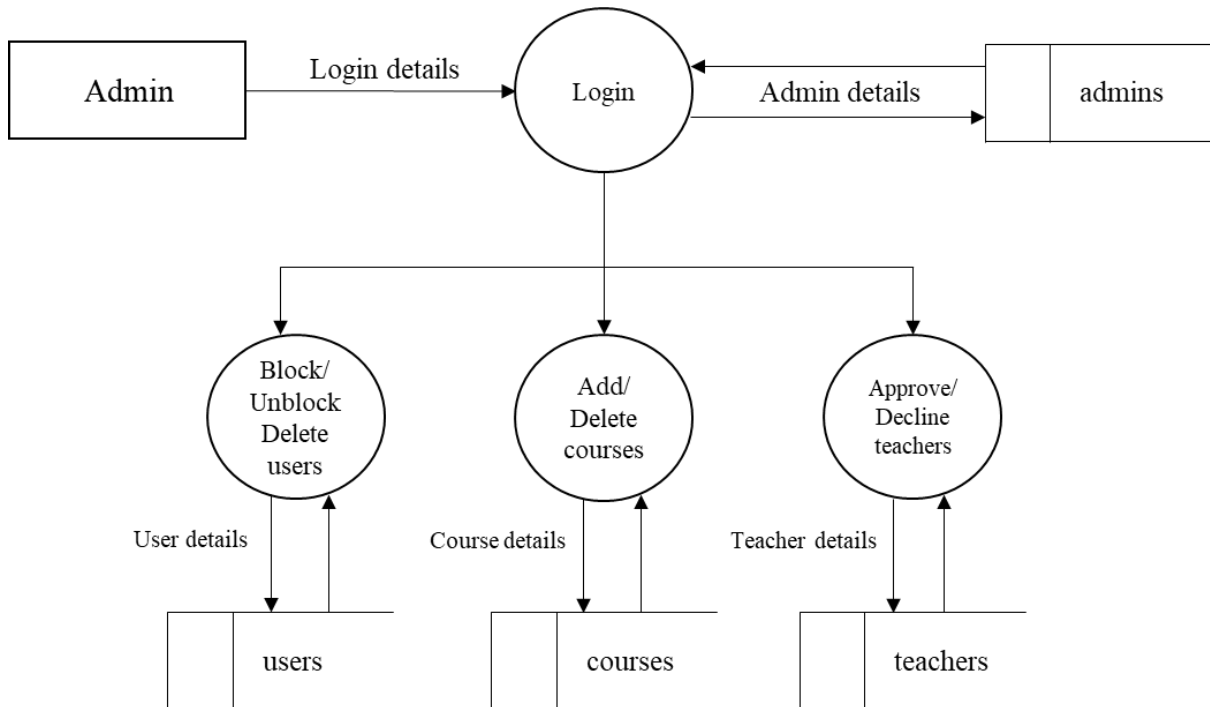 Admin
Login details
Login
Admin details
admins
Block/
Unblock
Delete
users
Add/
Delete
courses
Approve/
Decline
teachers
User details
Course details
Teacher details
users
courses
teachers